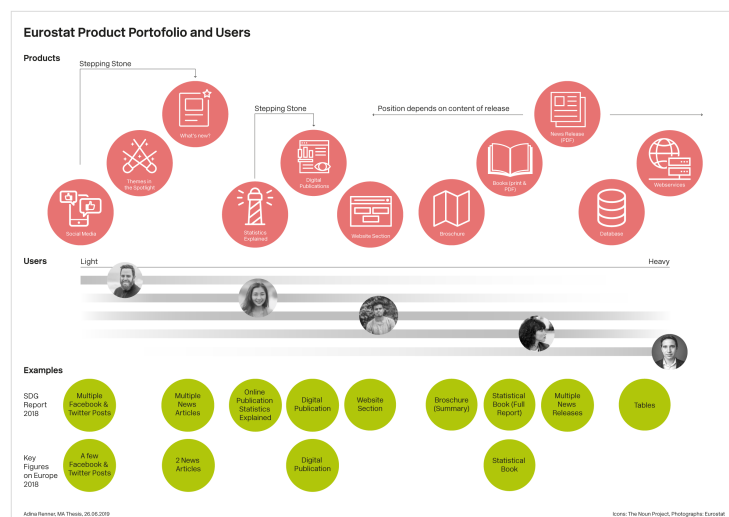 Eurostat Product Portofolio and Users
Products
Stepping Stone
Stepping Stone
Position depends on content of release
What's new?
News Release
(PDF)
Themes in
the Spotlight
Digital
Publications
Books (print &
PDF)
Webservices
Social Media
Statistics
Explained
Website Section
Broschure
Database
Users
Light
Heavy
Examples
SDG
Report
2018
Multiple
Facebook &
Twitter Posts
Multiple
News
Articles
Online
Publication
Statistics
Explained
Digital
Publication
Website
Section
Broschure
(Summary)
Statistical
Book (Full
Report)
Multiple
News
Releases
Tables
Key
Figures
on Europe
2018
A few
Facebook &
Twitter Posts
2 News
Articles
Digital
Publication
Statistical
Book
Adina Renner, MA Thesis, 26.06.2019
Icons: The Noun Project, Photographs: Eurostat